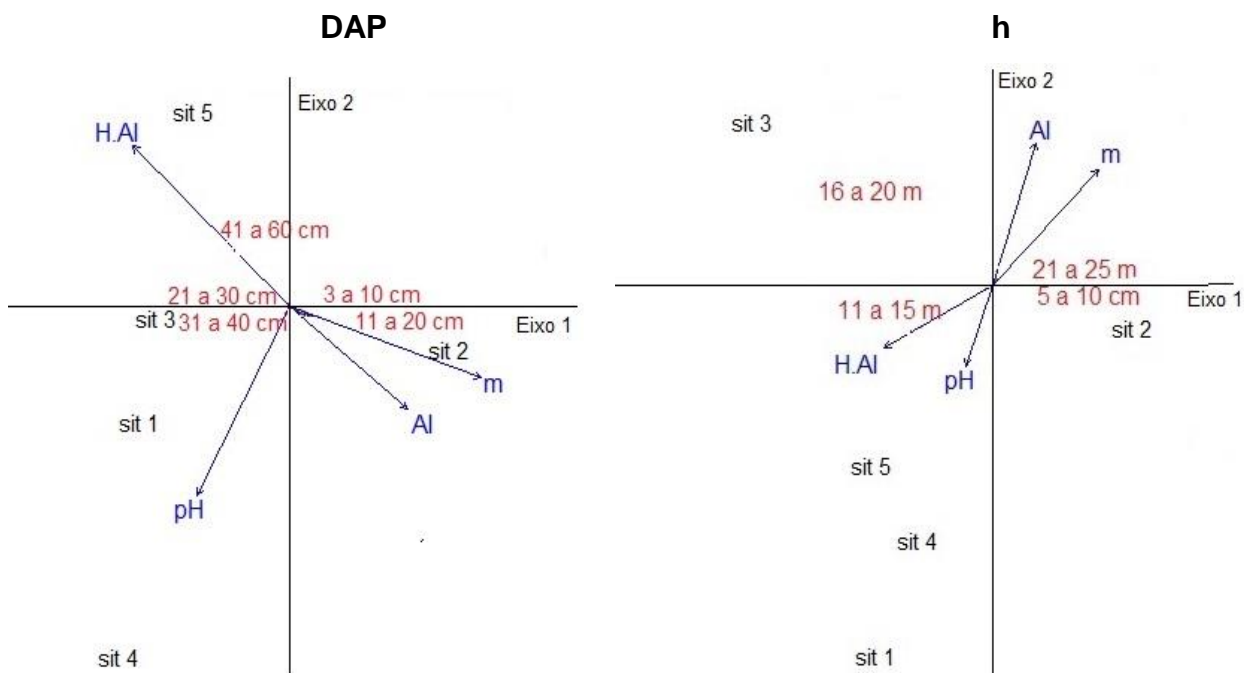 DAP
Eixo 2
sit 5
H.Al
41 a 60 cm
21 a 30 cm
3 a 10 cm
sit 3
31 a 40 cm
11 a 20 cm
Eixo 1
sit 2
m
Al
sit 1
pH
sit 4
h
Eixo 2
sit 3
Al
m
16 a 20 m
21 a 25 m
5 a 10 cm
Eixo 1
11 a 15 m
sit 2
H.Al
pH
sit 5
sit 4
sit 1